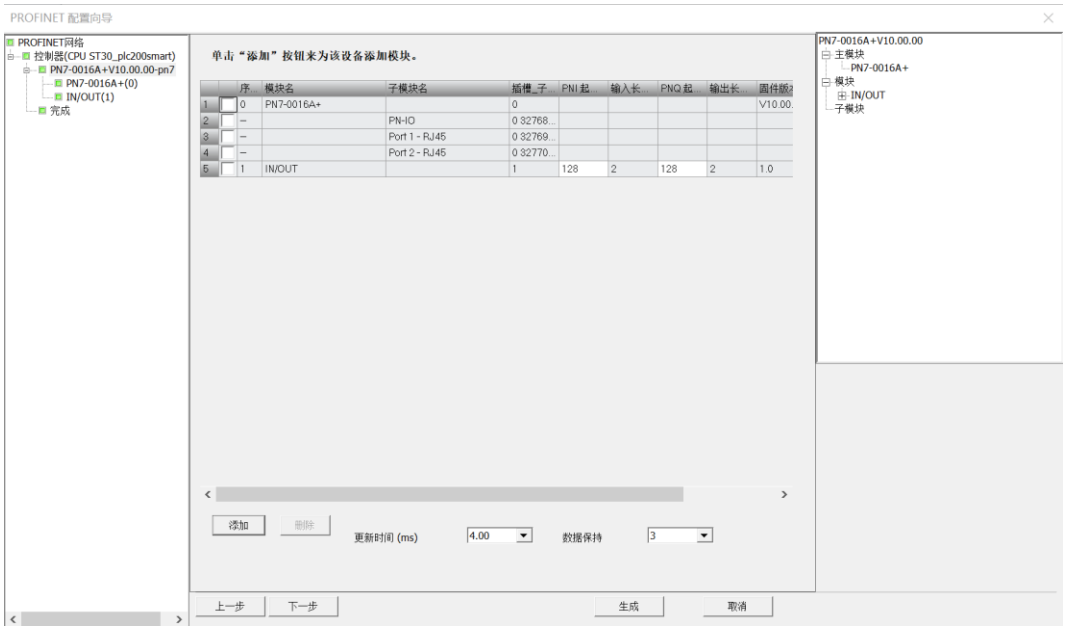 PROFINET 配置向导
PROFINET网络
控制器(CPU ST30_plc200smart)
PN7-0016A+V10.00.00-pn7
PN7-0016A+(0)
IN/OUT(1)
完成
单击“添加”按钮来为该设备添加模块。
序... 模块名 子模块名 插槽_子... PNI 起... 输入长... PNQ 起... 输出长... 固件版本
1 0 PN7-0016A+ 0 V10.00.
2 -- PN-IO 0 32768...
3 -- Port 1 - RJ45 0 32769...
4 -- Port 2 - RJ45 0 32770...
5 1 IN/OUT 1 128 2 128 2 1.0
添加 删除 更新时间 (ms) 4.00 数据保持 3
上一步 下一步 生成 取消
PN7-0016A+V10.00.00
主模块
PN7-0016A+
模块
IN/OUT
子模块